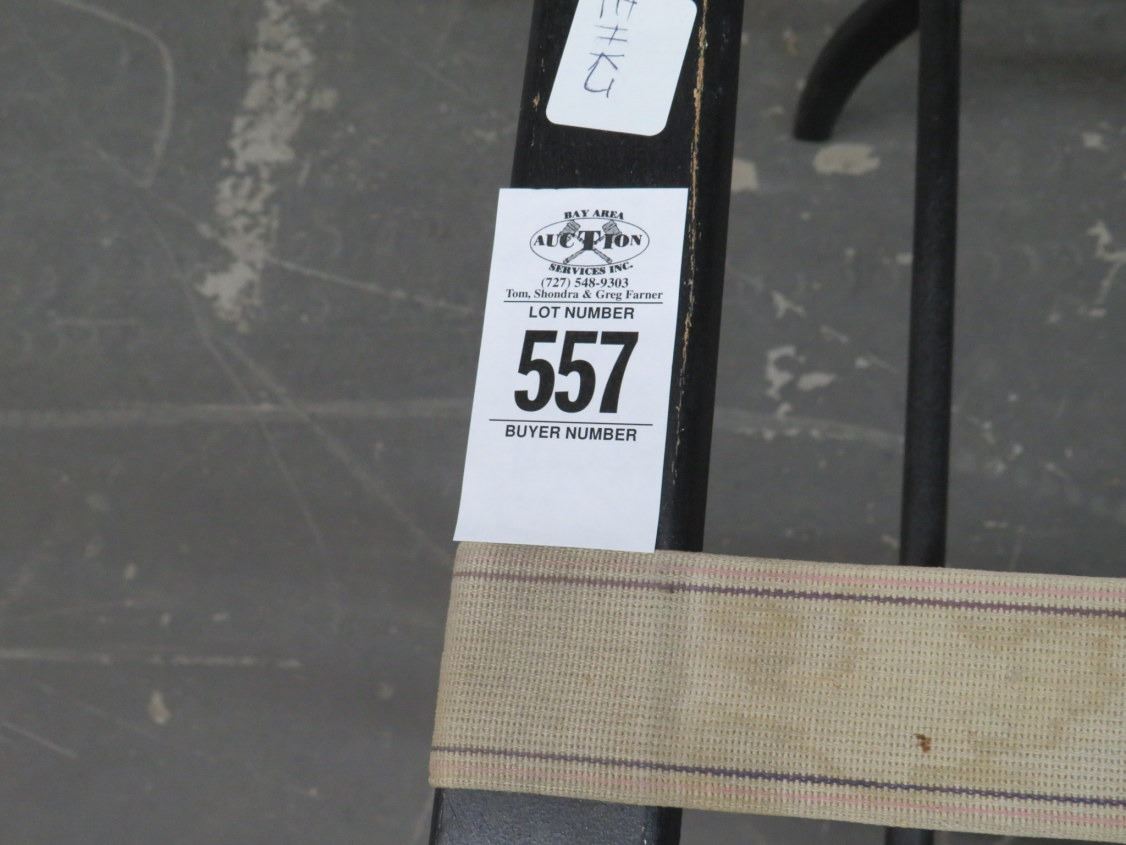 BAY AREA
AUCTION
SERVICES INC.
(727) 548-9303
Tom, Shondra & Greg Farner
LOT NUMBER
557
BUYER NUMBER